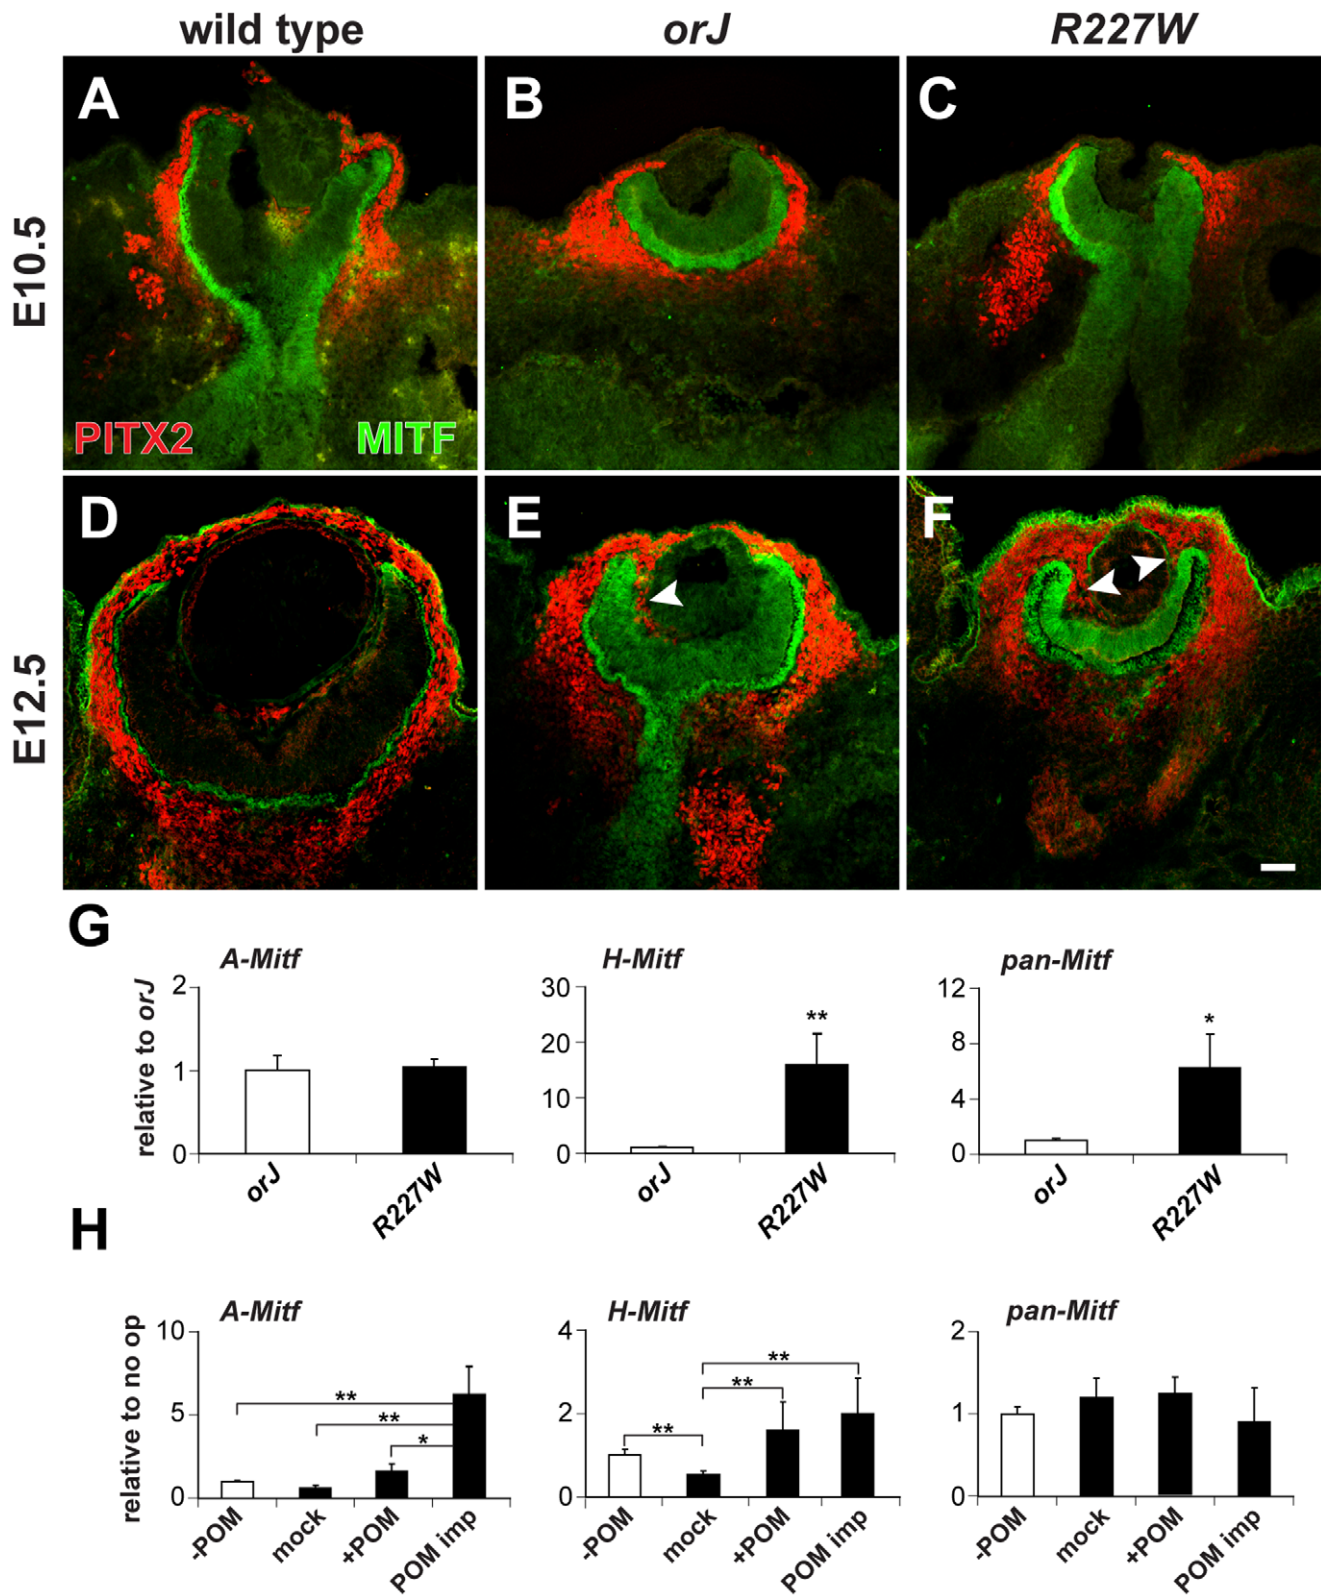 wild type orJ R227W
E10.5
A B C
PITX2 MITF
E12.5
D E F
G
A-Mitf H-Mitf pan-Mitf
relative to orJ
2 1 0
30 20 10 0
12 8 4 0
** *
orJ R227W orJ R227W orJ R227W
H
A-Mitf H-Mitf pan-Mitf
relative to no op
10 5 0
4 2 0
2 1 0
** ** *
** ** **
-POM mock +POM POM imp -POM mock +POM POM imp -POM mock +POM POM imp